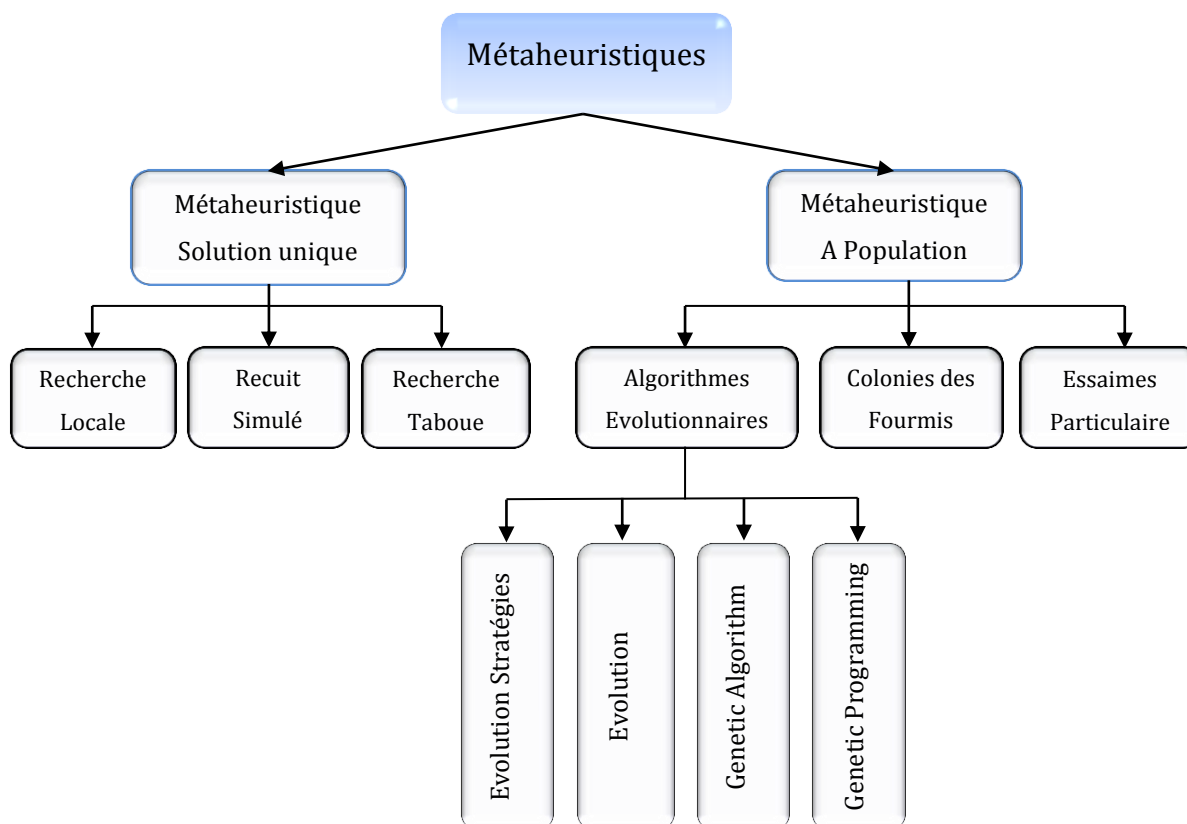 Métaheuristiques
Métaheuristique
Solution unique
Métaheuristique
A Population
Recherche
Locale
Recuit
Simulé
Recherche
Taboue
Algorithmes
Evolutionnaires
Colonies des
Fourmis
Essaimes
Particulaire
Evolution Stratégies
Evolution
Genetic Algorithm
Genetic Programming